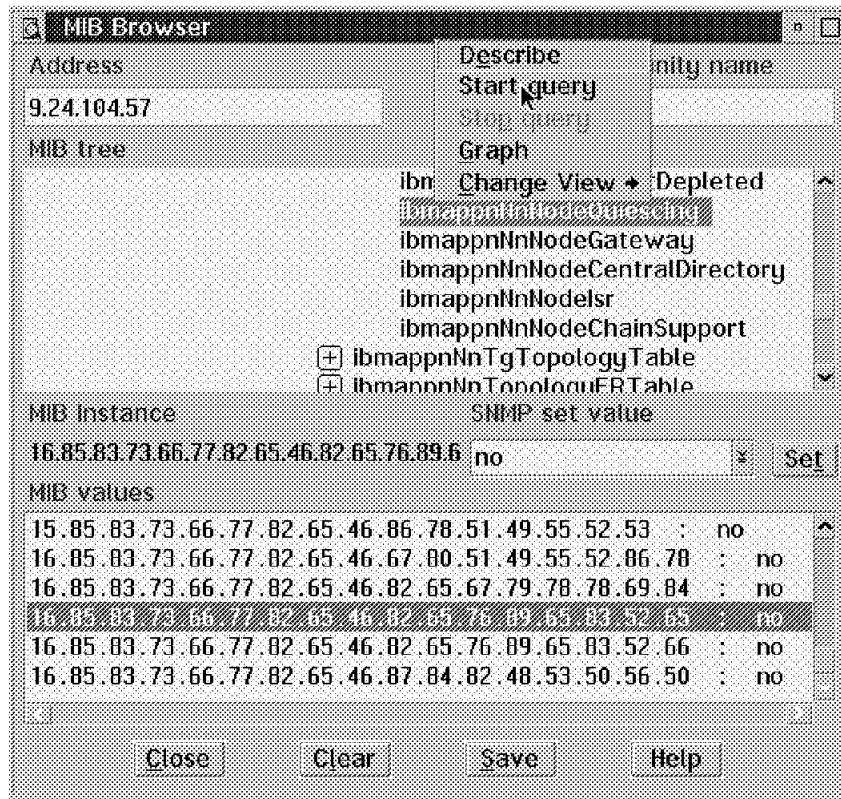 MIB Browser
Address
nity name
Describe
Start query
Stop query
Graph
Change View
9.24.104.57
MIB tree
ibm Depleted
ibmappnNnNodeQuiescing
ibmappnNnNodeGateway
ibmappnNnNodeCentralDirectory
ibmappnNnNodeIsr
ibmappnNnNodeChainSupport
ibmappnNnTgTopologyTable
ibmappnNnTopologyFRTable
MIB Instance
SNMP set value
16.85.83.73.66.77.82.65.46.82.65.76.89.6
no
Set
MIB values
15.85.83.73.66.77.82.65.46.86.78.51.49.55.52.53 : no
16.85.83.73.66.77.82.65.46.67.80.51.49.55.52.86.78 : no
16.85.83.73.66.77.82.65.46.82.65.67.79.78.78.69.84 : no
16.85.83.73.66.77.82.65.46.82.65.76.89.65.83.52.65 : no
16.85.83.73.66.77.82.65.46.82.65.76.89.65.83.52.66 : no
16.85.83.73.66.77.82.65.46.87.84.82.48.53.50.56.50 : no
Close Clear Save Help